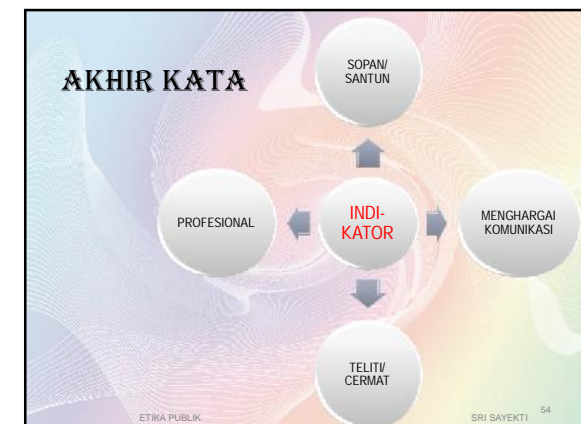 AKHIR KATA
SOPAN/
SANTUN
PROFESIONAL
INDI-
KATOR
MENGHARGAI
KOMUNIKASI
TELITI/
CERMAT
ETIKA PUBLIK
SRI SAYEKTI
54